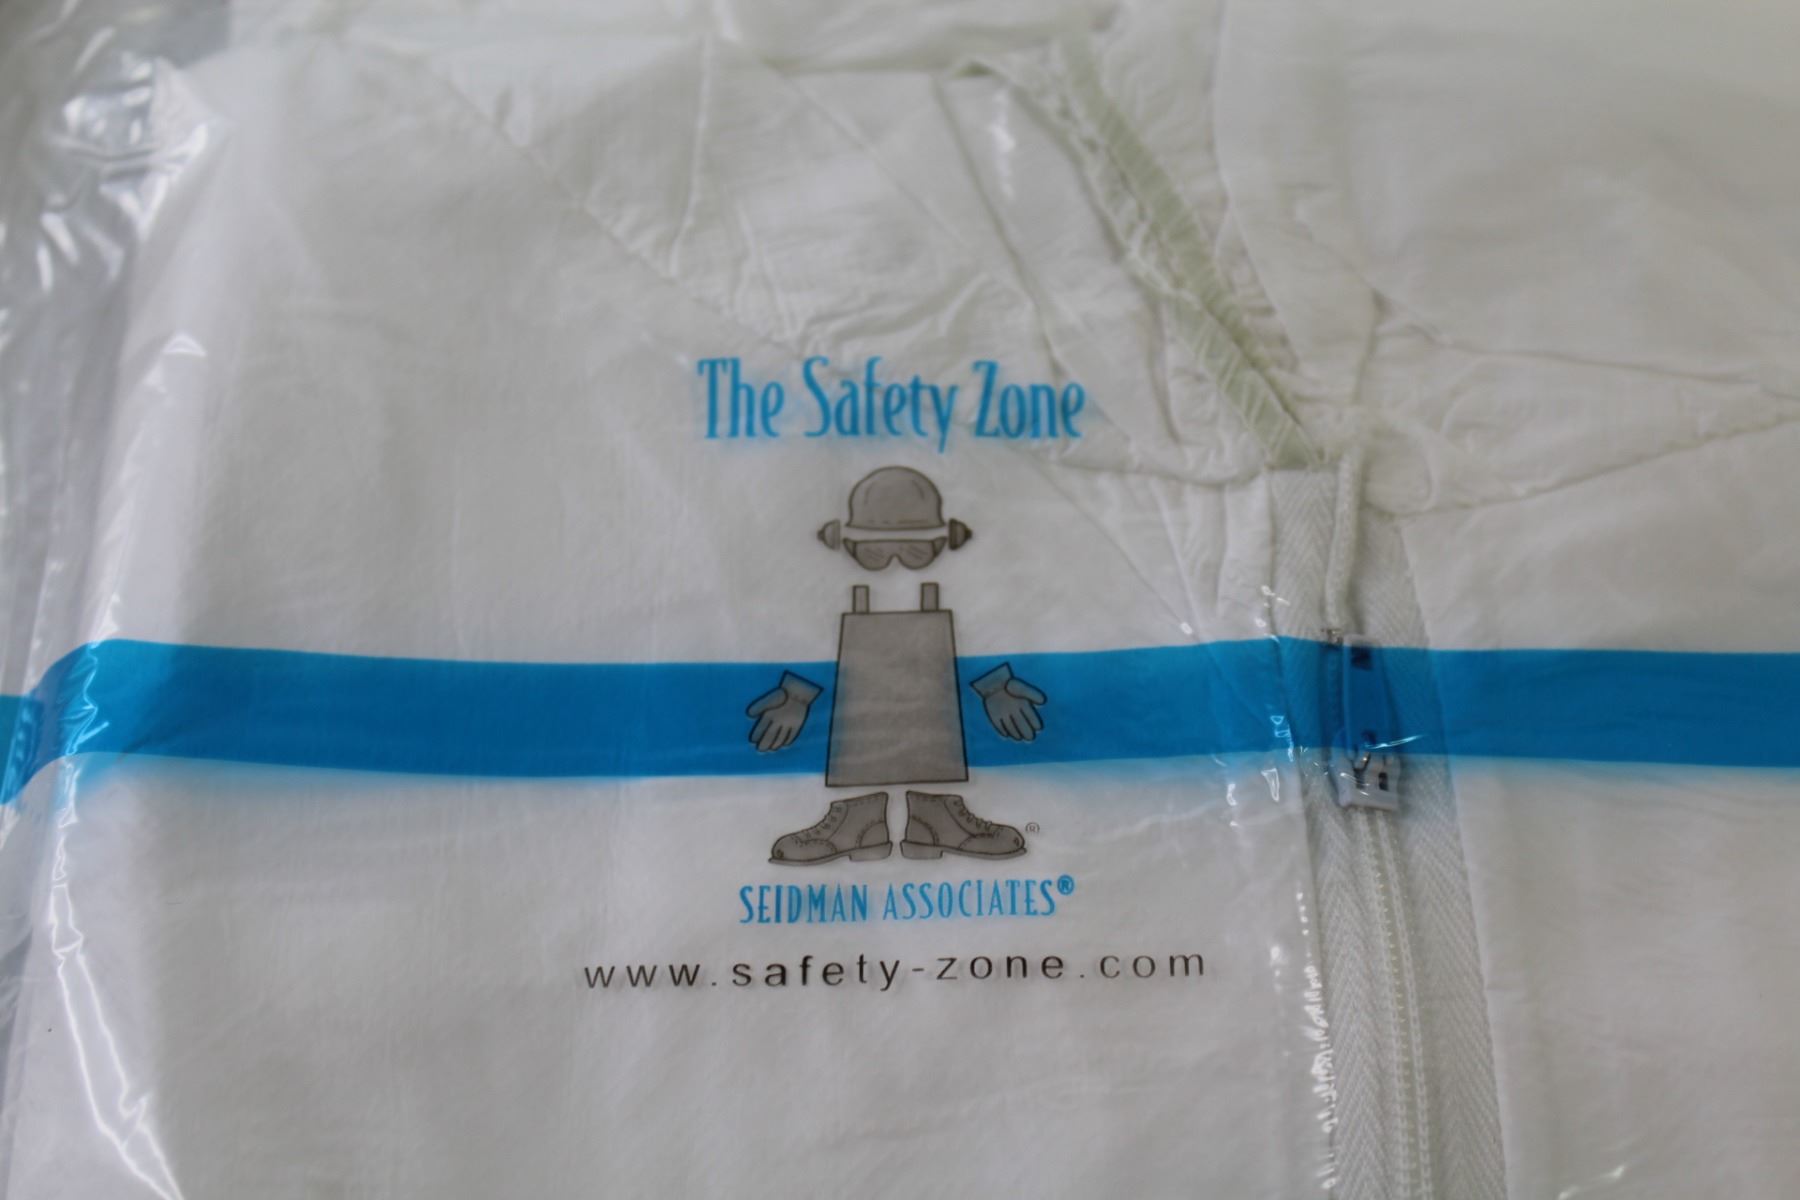 The Safety Zone
®
SEIDMAN ASSOCIATES®
www.safety-zone.com